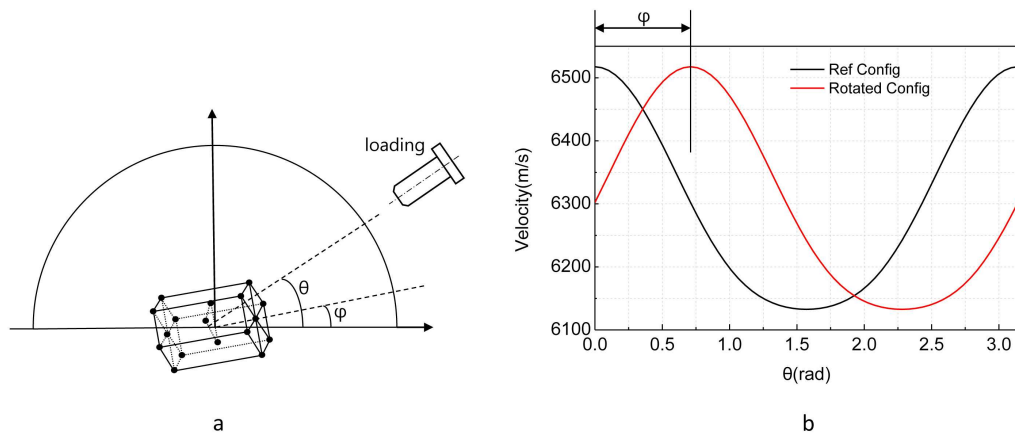 loading
θ
φ
a
φ
Ref Config
Rotated Config
Velocity(m/s)
6500
6400
6300
6200
6100
0.0 0.5 1.0 1.5 2.0 2.5 3.0
θ(rad)
b